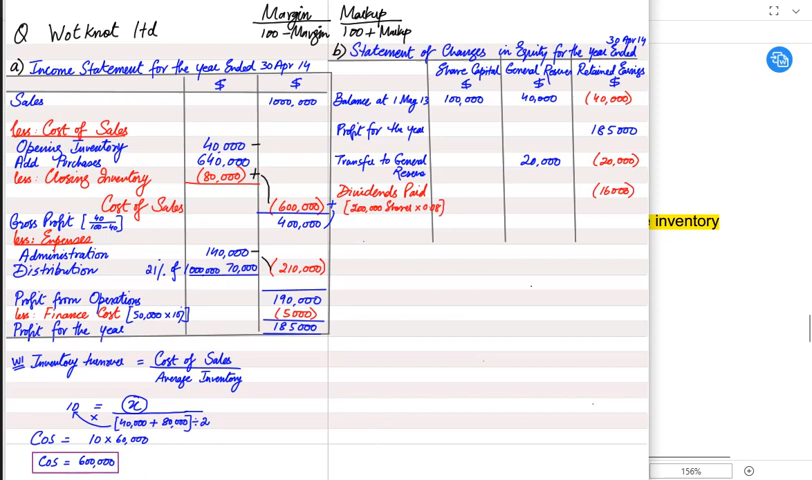 Q Wotknot ltd
Margin
100 - Margin
Markup
100 + Markup
a) Income Statement for the year Ended 30 Apr 14
$ $
Sales 1000,000
less: Cost of Sales
Opening Inventory 40,000
Add Purchases 640,000
less: Closing Inventory (80,000)
Cost of Sales (600,000)
Gross Profit [40/100-40] 400,000
less: Expenses
Administration 140,000
Distribution 21% of 1000000 70,000 (210,000)
Profit from Operations 190,000
less: Finance Cost [50,000 x 10%] (5000)
Profit for the year 185000
W1 Inventory turnover = Cost of Sales
Average Inventory
10 = x
[40,000 + 80,000] ÷ 2
COS = 10 x 60,000
COS = 600,000
b) Statement of Changes in Equity for the year Ended 30 Apr 14
Share Capital General Reserve Retained Earnings
$ $ $
Balance at 1 May 13 100,000 40,000 (40,000)
Profit for the year 185000
Transfer to General Reserve 20,000 (20,000)
Dividends Paid (16000)
[200,000 Shares x 0.08]
e inventory
156%